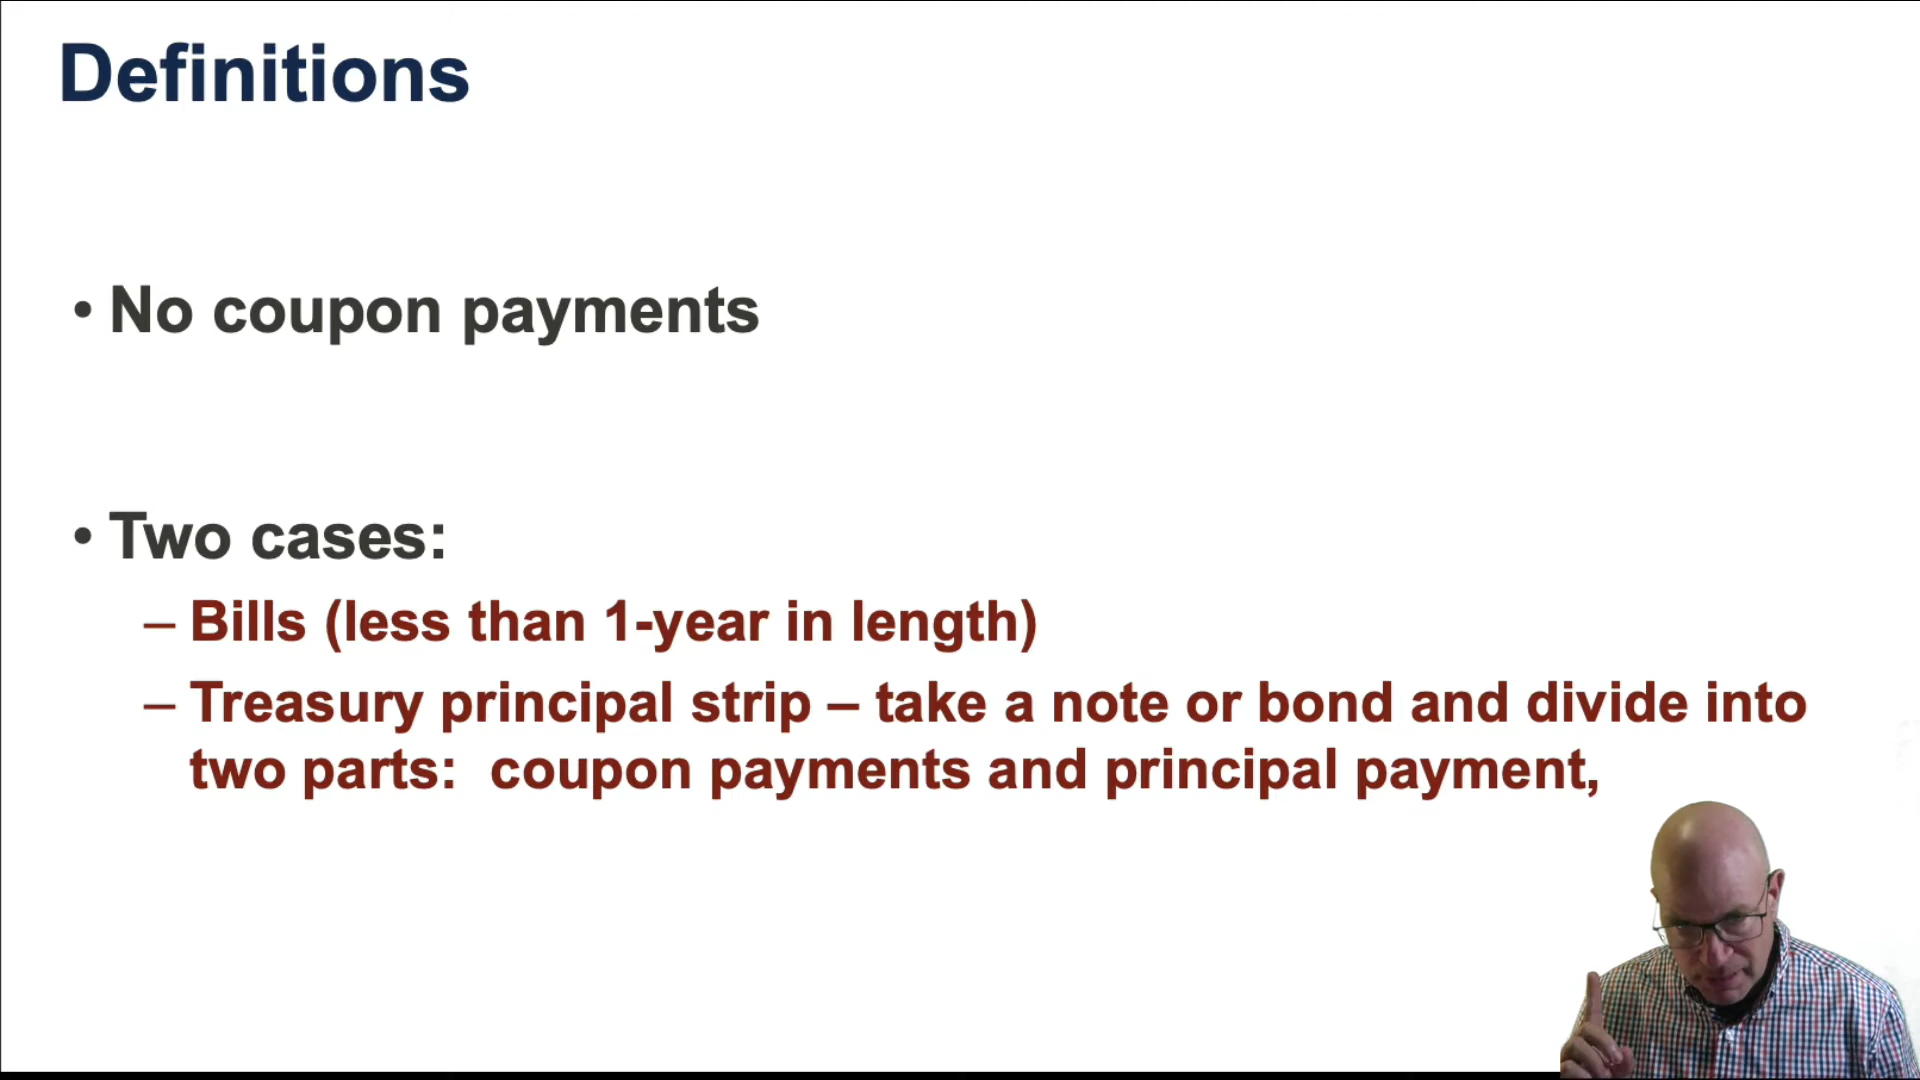 Definitions
• No coupon payments
• Two cases:
– Bills (less than 1-year in length)
– Treasury principal strip – take a note or bond and divide into
two parts:  coupon payments and principal payment,